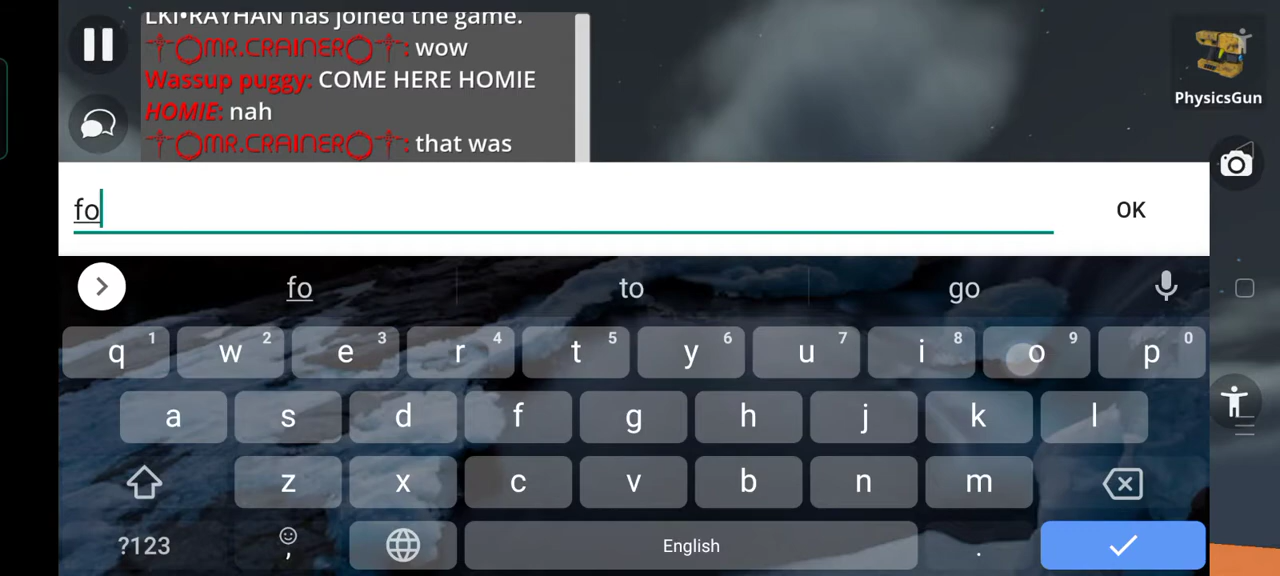 LKI•RAYHAN has joined the game.
༒◯MR.CRAINER◯༒: wow
Wassup puggy: COME HERE HOMIE
HOMIE: nah
༒◯MR.CRAINER◯༒: that was
PhysicsGun
fo
OK
fo to go
q 1 w 2 e 3 r 4 t 5 y 6 u 7 i 8 o 9 p 0
a s d f g h j k l
z x c v b n m
?123 , English .